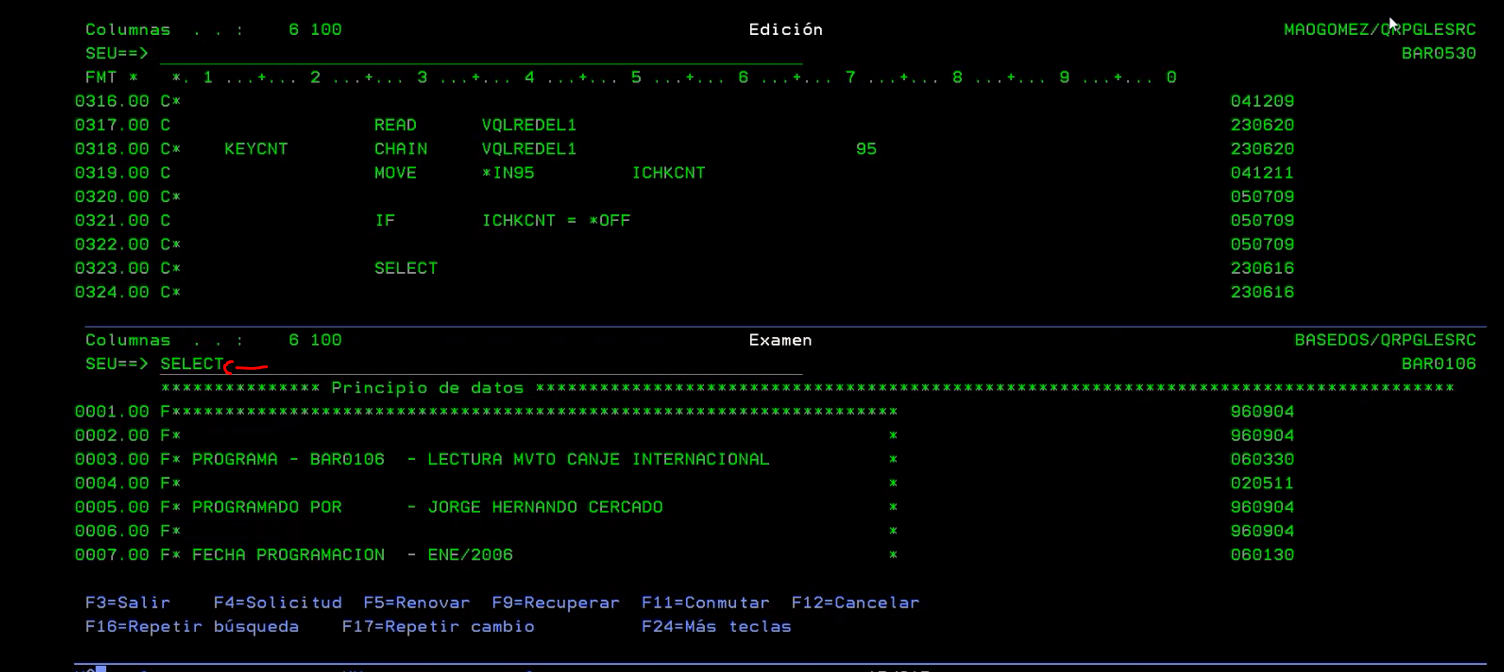 Columnas . . : 6 100 Edición MAOGOMEZ/QRPGLESRC
SEU==> BAR0530
FMT * *. 1 ...+... 2 ...+... 3 ...+... 4 ...+... 5 ...+... 6 ...+... 7 ...+... 8 ...+... 9 ...+... 0
0316.00 C* 041209
0317.00 C READ VQLREDEL1 230620
0318.00 C* KEYCNT CHAIN VQLREDEL1 95 230620
0319.00 C MOVE *IN95 ICHKCNT 041211
0320.00 C* 050709
0321.00 C IF ICHKCNT = *OFF 050709
0322.00 C* 050709
0323.00 C* SELECT 230616
0324.00 C* 230616
Columnas . . : 6 100 Examen BASEDOS/QRPGLESRC
SEU==> SELECT BAR0106
*************** Principio de datos **************************************************************************************
0001.00 F******************************************************************** 960904
0002.00 F* * 960904
0003.00 F* PROGRAMA - BAR0106 - LECTURA MVTO CANJE INTERNACIONAL * 060330
0004.00 F* * 020511
0005.00 F* PROGRAMADO POR - JORGE HERNANDO CERCADO * 960904
0006.00 F* * 960904
0007.00 F* FECHA PROGRAMACION - ENE/2006 * 060130
F3=Salir F4=Solicitud F5=Renovar F9=Recuperar F11=Conmutar F12=Cancelar
F16=Repetir búsqueda F17=Repetir cambio F24=Más teclas